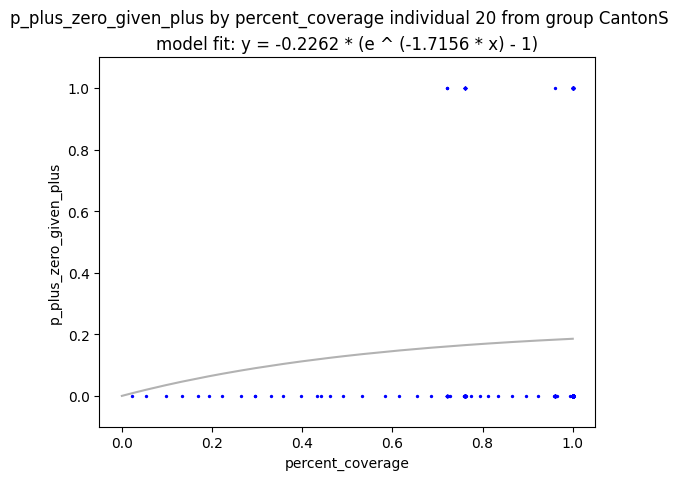 p_plus_zero_given_plus by percent_coverage individual 20 from group CantonS
model fit: y = -0.2262 * (e ^ (-1.7156 * x) - 1)
1.0
0.8
0.6
0.4
0.2
0.0
p_plus_zero_given_plus
0.0 0.2 0.4 0.6 0.8 1.0
percent_coverage